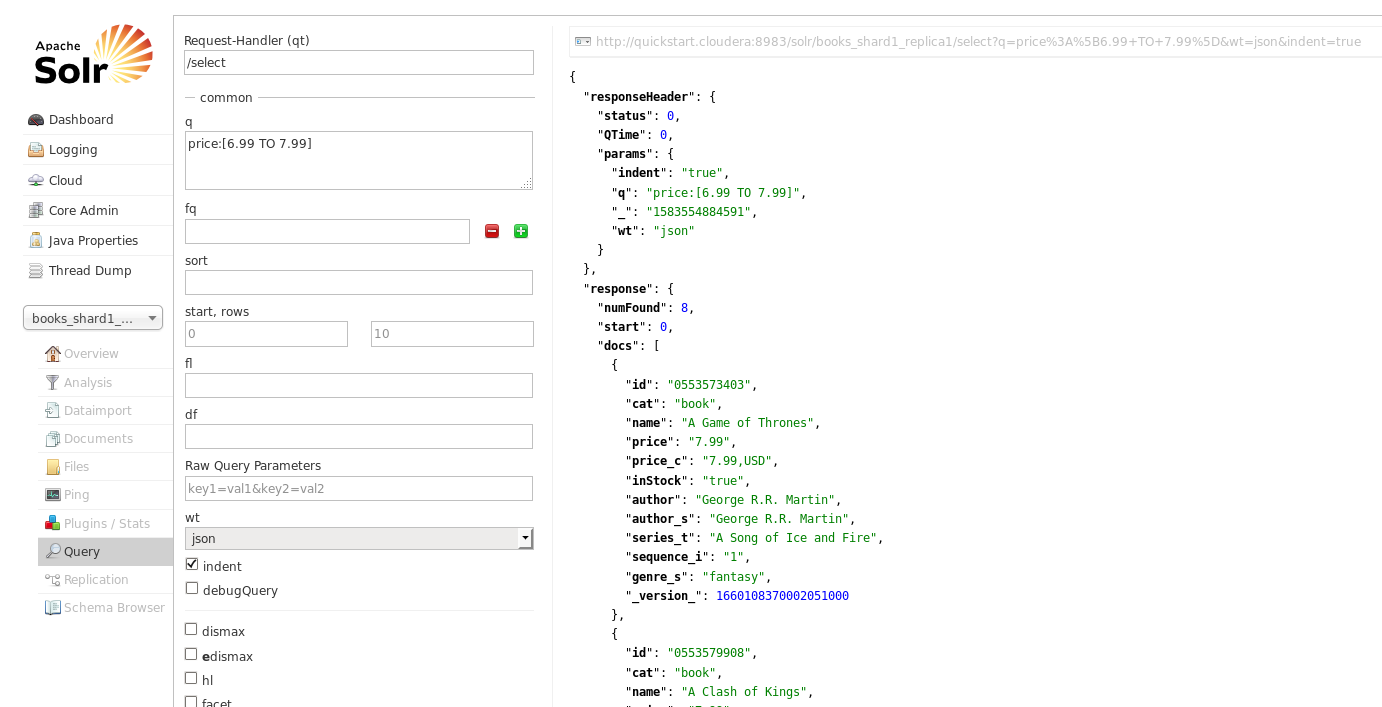 Apache
Solr
Dashboard
Logging
Cloud
Core Admin
Java Properties
Thread Dump
books_shard1_...
Overview
Analysis
Dataimport
Documents
Files
Ping
Plugins / Stats
Query
Replication
Schema Browser
Request-Handler (qt)
/select
common
q
price:[6.99 TO 7.99]
fq
sort
start, rows
0 10
fl
df
Raw Query Parameters
key1=val1&key2=val2
wt
json
indent
debugQuery
dismax
edismax
hl
facet
http://quickstart.cloudera:8983/solr/books_shard1_replica1/select?q=price%3A%5B6.99+TO+7.99%5D&wt=json&indent=true
{
"responseHeader": {
"status": 0,
"QTime": 0,
"params": {
"indent": "true",
"q": "price:[6.99 TO 7.99]",
"_": "1583554884591",
"wt": "json"
}
},
"response": {
"numFound": 8,
"start": 0,
"docs": [
{
"id": "0553573403",
"cat": "book",
"name": "A Game of Thrones",
"price": "7.99",
"price_c": "7.99,USD",
"inStock": "true",
"author": "George R.R. Martin",
"author_s": "George R.R. Martin",
"series_t": "A Song of Ice and Fire",
"sequence_i": "1",
"genre_s": "fantasy",
"_version_": 1660108370002051000
},
{
"id": "0553579908",
"cat": "book",
"name": "A Clash of Kings",